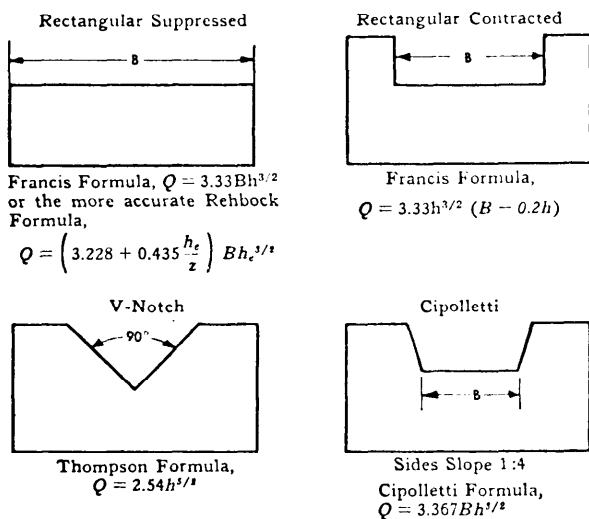 Rectangular Suppressed
B
Francis Formula, Q = 3.33Bh^3/2
or the more accurate Rehbock
Formula,
Q = (3.228 + 0.435 h_e/z) Bh_e^3/2
Rectangular Contracted
B
Francis Formula,
Q = 3.33h^3/2 (B − 0.2h)
V-Notch
90°
Thompson Formula,
Q = 2.54h^5/2
Cipolletti
B
Sides Slope 1:4
Cipolletti Formula,
Q = 3.367Bh^3/2